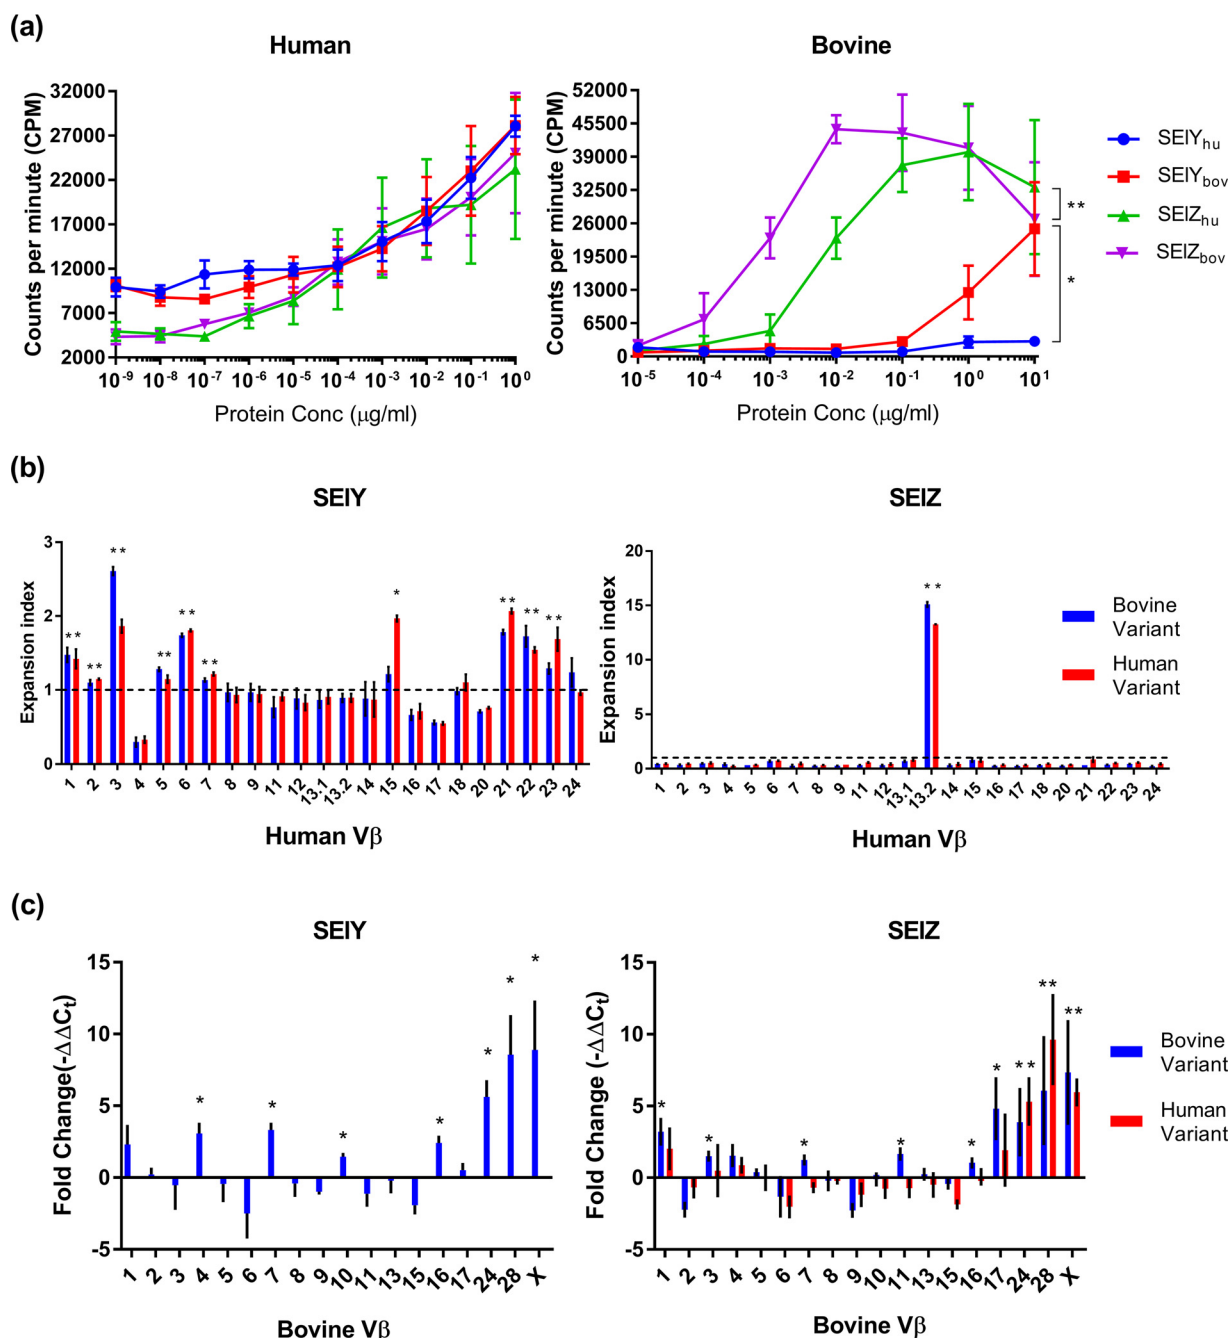 (a)
Human
Counts per minute (CPM)
32000
27000
22000
17000
12000
7000
2000
10⁻⁹ 10⁻⁸ 10⁻⁷ 10⁻⁶ 10⁻⁵ 10⁻⁴ 10⁻³ 10⁻² 10⁻¹ 10⁰
Protein Conc (μg/ml)
Bovine
Counts per minute (CPM)
52000
45500
39000
32500
26000
19500
13000
6500
0
10⁻⁵ 10⁻⁴ 10⁻³ 10⁻² 10⁻¹ 10⁰ 10¹
Protein Conc (μg/ml)
**
*
SElYhu
SElYbov
SElZhu
SElZbov
(b)
SElY
Expansion index
3
2
1
0
** ** ** ** ** ** * ** ** **
1 2 3 4 5 6 7 8 9 11 12 13.1 13.2 14 15 16 17 18 20 21 22 23 24
Human Vβ
SElZ
Expansion index
20
15
10
5
0
**
1 2 3 4 5 6 7 8 9 11 12 13.1 13.2 14 15 16 17 18 20 21 22 23 24
Human Vβ
Bovine
Variant
Human
Variant
(c)
SElY
Fold Change(-ΔΔCt)
15
10
5
0
-5
* * * * * * *
1 2 3 4 5 6 7 8 9 10 11 13 15 16 17 24 28 X
Bovine Vβ
SElZ
Fold Change (-ΔΔCt)
15
10
5
0
-5
* * * * * * ** ** **
1 2 3 4 5 6 7 8 9 10 11 13 15 16 17 24 28 X
Bovine Vβ
Bovine
Variant
Human
Variant